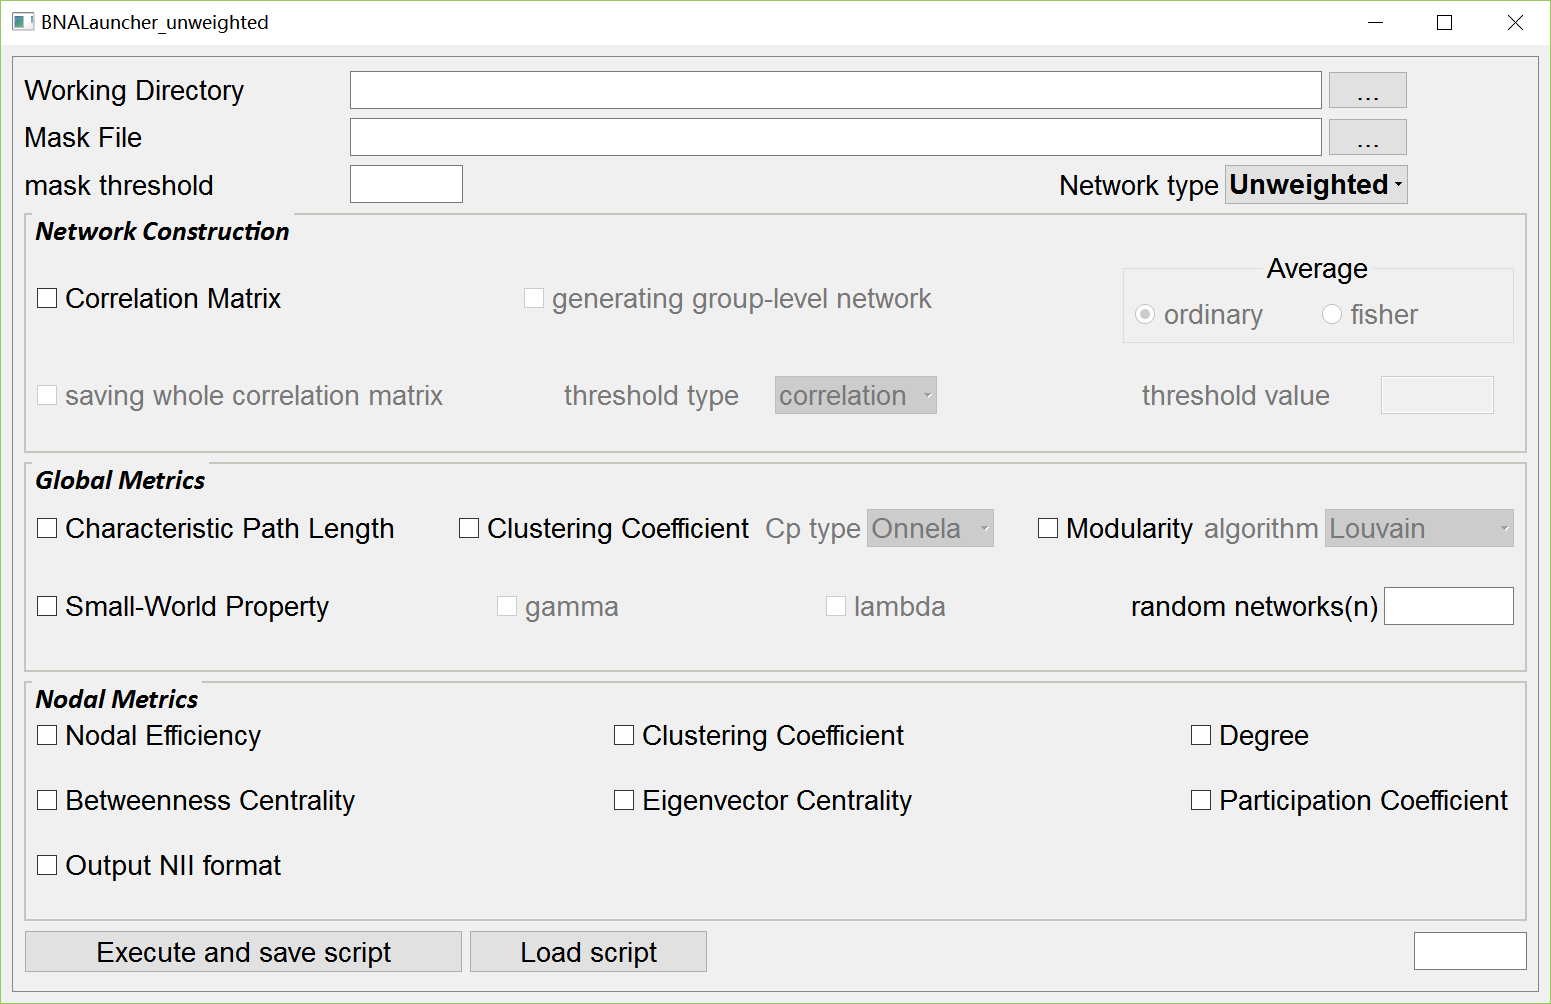 BNALauncher_unweighted
Working Directory ...
Mask File ...
mask threshold Network type Unweighted
Network Construction
Average
Correlation Matrix generating group-level network ordinary fisher
saving whole correlation matrix threshold type correlation threshold value
Global Metrics
Characteristic Path Length Clustering Coefficient Cp type Onnela Modularity algorithm Louvain
Small-World Property gamma lambda random networks(n)
Nodal Metrics
Nodal Efficiency Clustering Coefficient Degree
Betweenness Centrality Eigenvector Centrality Participation Coefficient
Output NII format
Execute and save script Load script